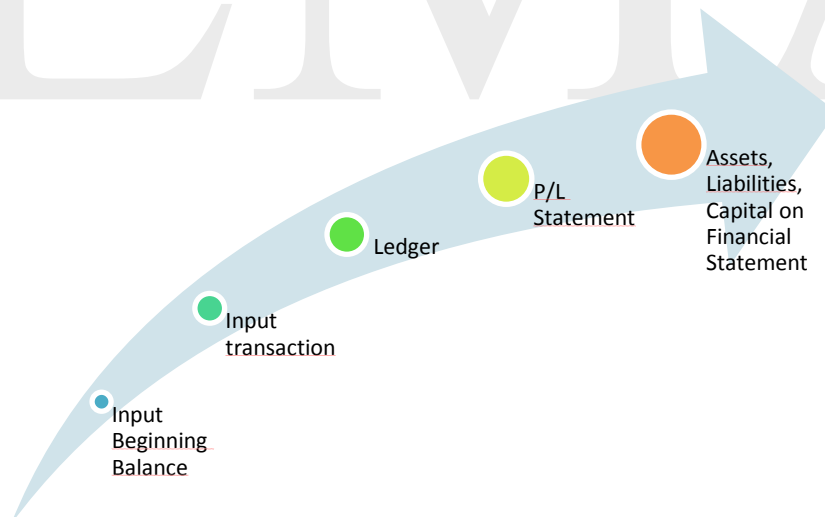 Input
Beginning
Balance
Input
transaction
Ledger
P/L
Statement
Assets,
Liabilities,
Capital on
Financial
Statement